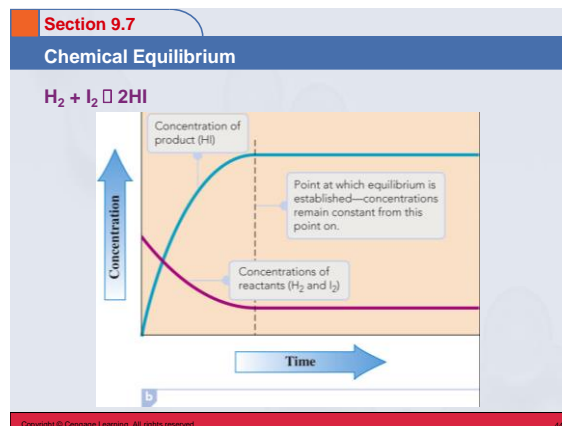 Section 9.7
Chemical Equilibrium
H₂ + I₂ 2HI
Concentration of
product (HI)
Point at which equilibrium is
established—concentrations
remain constant from this
point on.
Concentration
Concentrations of
reactants (H₂ and I₂)
Time
b
Copyright © Cengage Learning. All rights reserved